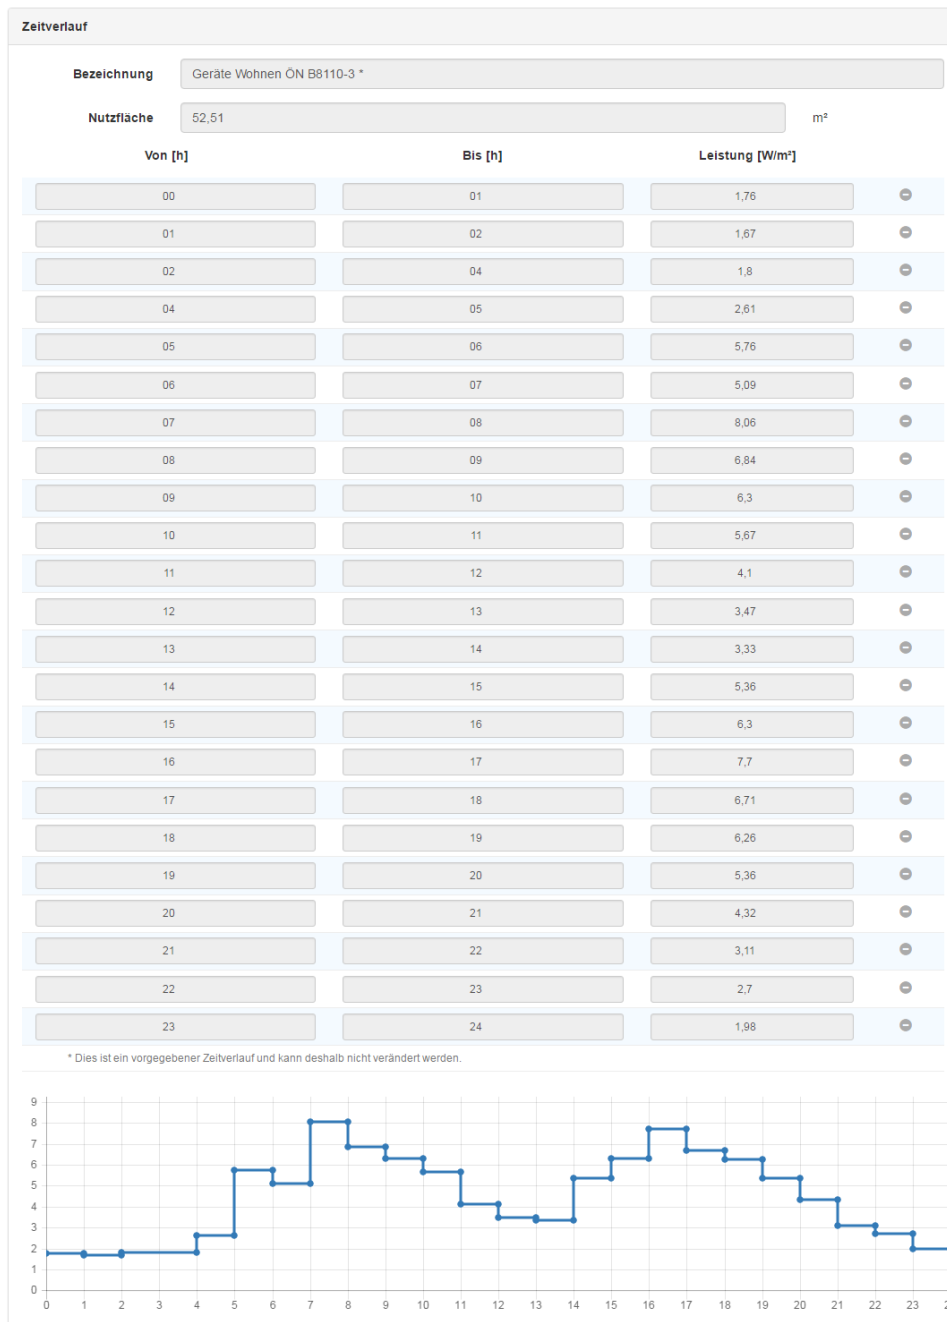 Zeitverlauf
Bezeichnung Geräte Wohnen ÖN B8110-3 *
Nutzfläche 52,51 m²
Von [h] Bis [h] Leistung [W/m²]
00 01 1,76
01 02 1,67
02 04 1,8
04 05 2,61
05 06 5,76
06 07 5,09
07 08 8,06
08 09 6,84
09 10 6,3
10 11 5,67
11 12 4,1
12 13 3,47
13 14 3,33
14 15 5,36
15 16 6,3
16 17 7,7
17 18 6,71
18 19 6,26
19 20 5,36
20 21 4,32
21 22 3,11
22 23 2,7
23 24 1,98
* Dies ist ein vorgegebener Zeitverlauf und kann deshalb nicht verändert werden.
9
8
7
6
5
4
3
2
1
0
0 1 2 3 4 5 6 7 8 9 10 11 12 13 14 15 16 17 18 19 20 21 22 23